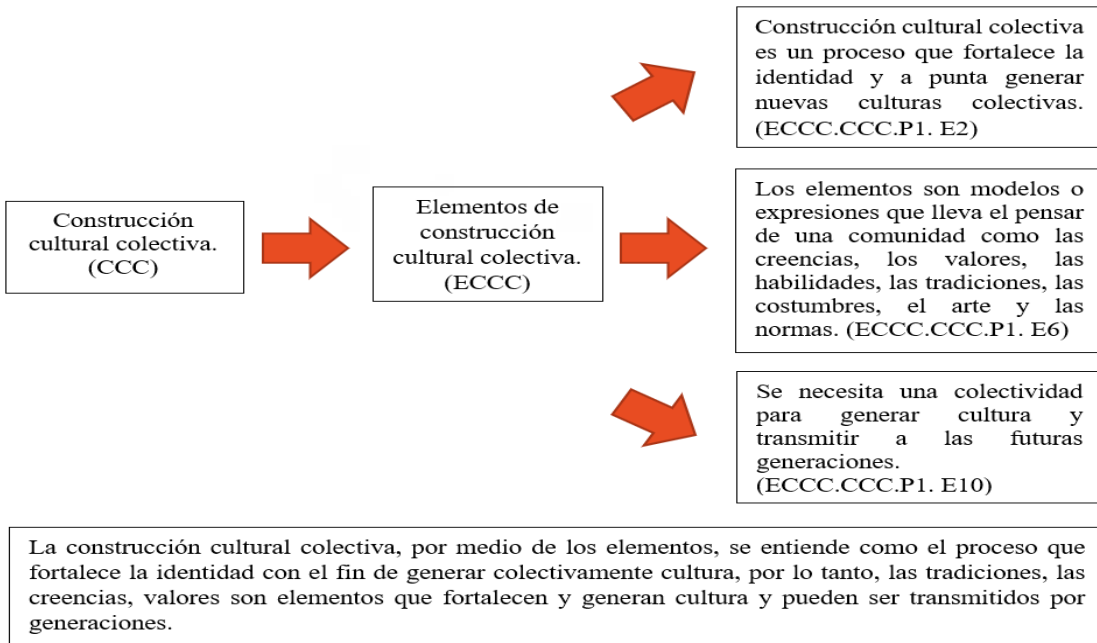 Construcción
cultural colectiva.
(CCC)
Elementos de
construcción
cultural colectiva.
(ECCC)
Construcción cultural colectiva
es un proceso que fortalece la
identidad y a punta generar
nuevas culturas colectivas.
(ECCC.CCC.P1. E2)
Los elementos son modelos o
expresiones que lleva el pensar
de una comunidad como las
creencias, los valores, las
habilidades, las tradiciones, las
costumbres, el arte y las
normas. (ECCC.CCC.P1. E6)
Se necesita una colectividad
para generar cultura y
transmitir a las futuras
generaciones.
(ECCC.CCC.P1. E10)
La construcción cultural colectiva, por medio de los elementos, se entiende como el proceso que
fortalece la identidad con el fin de generar colectivamente cultura, por lo tanto, las tradiciones, las
creencias, valores son elementos que fortalecen y generan cultura y pueden ser transmitidos por
generaciones.